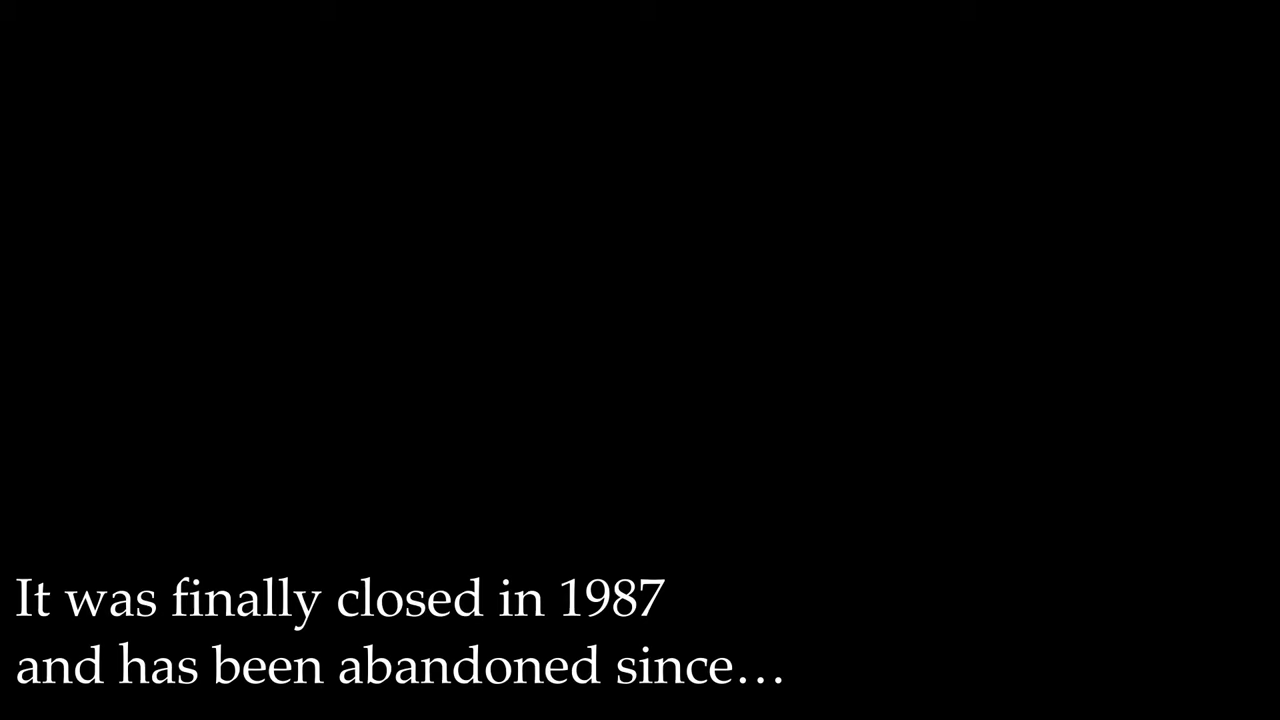 It was finally closed in 1987
and has been abandoned since…